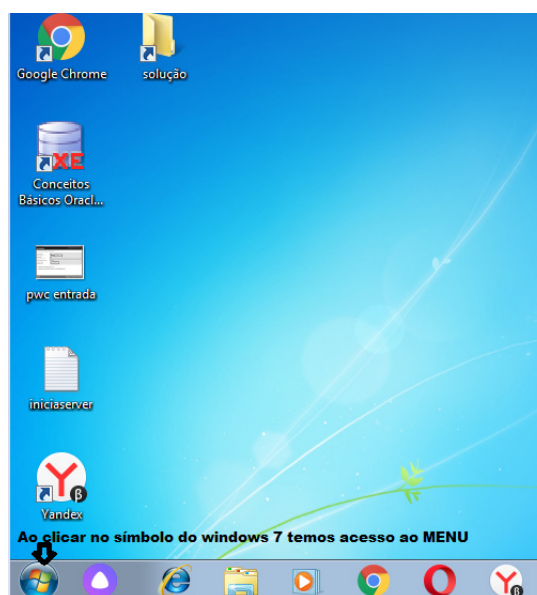 Google Chrome
solução
XE
Conceitos
Básicos Oracl...
pwc entrada
iniciaserver
Y β
Yandex
Ao clicar no símbolo do windows 7 temos acesso ao MENU
Y β